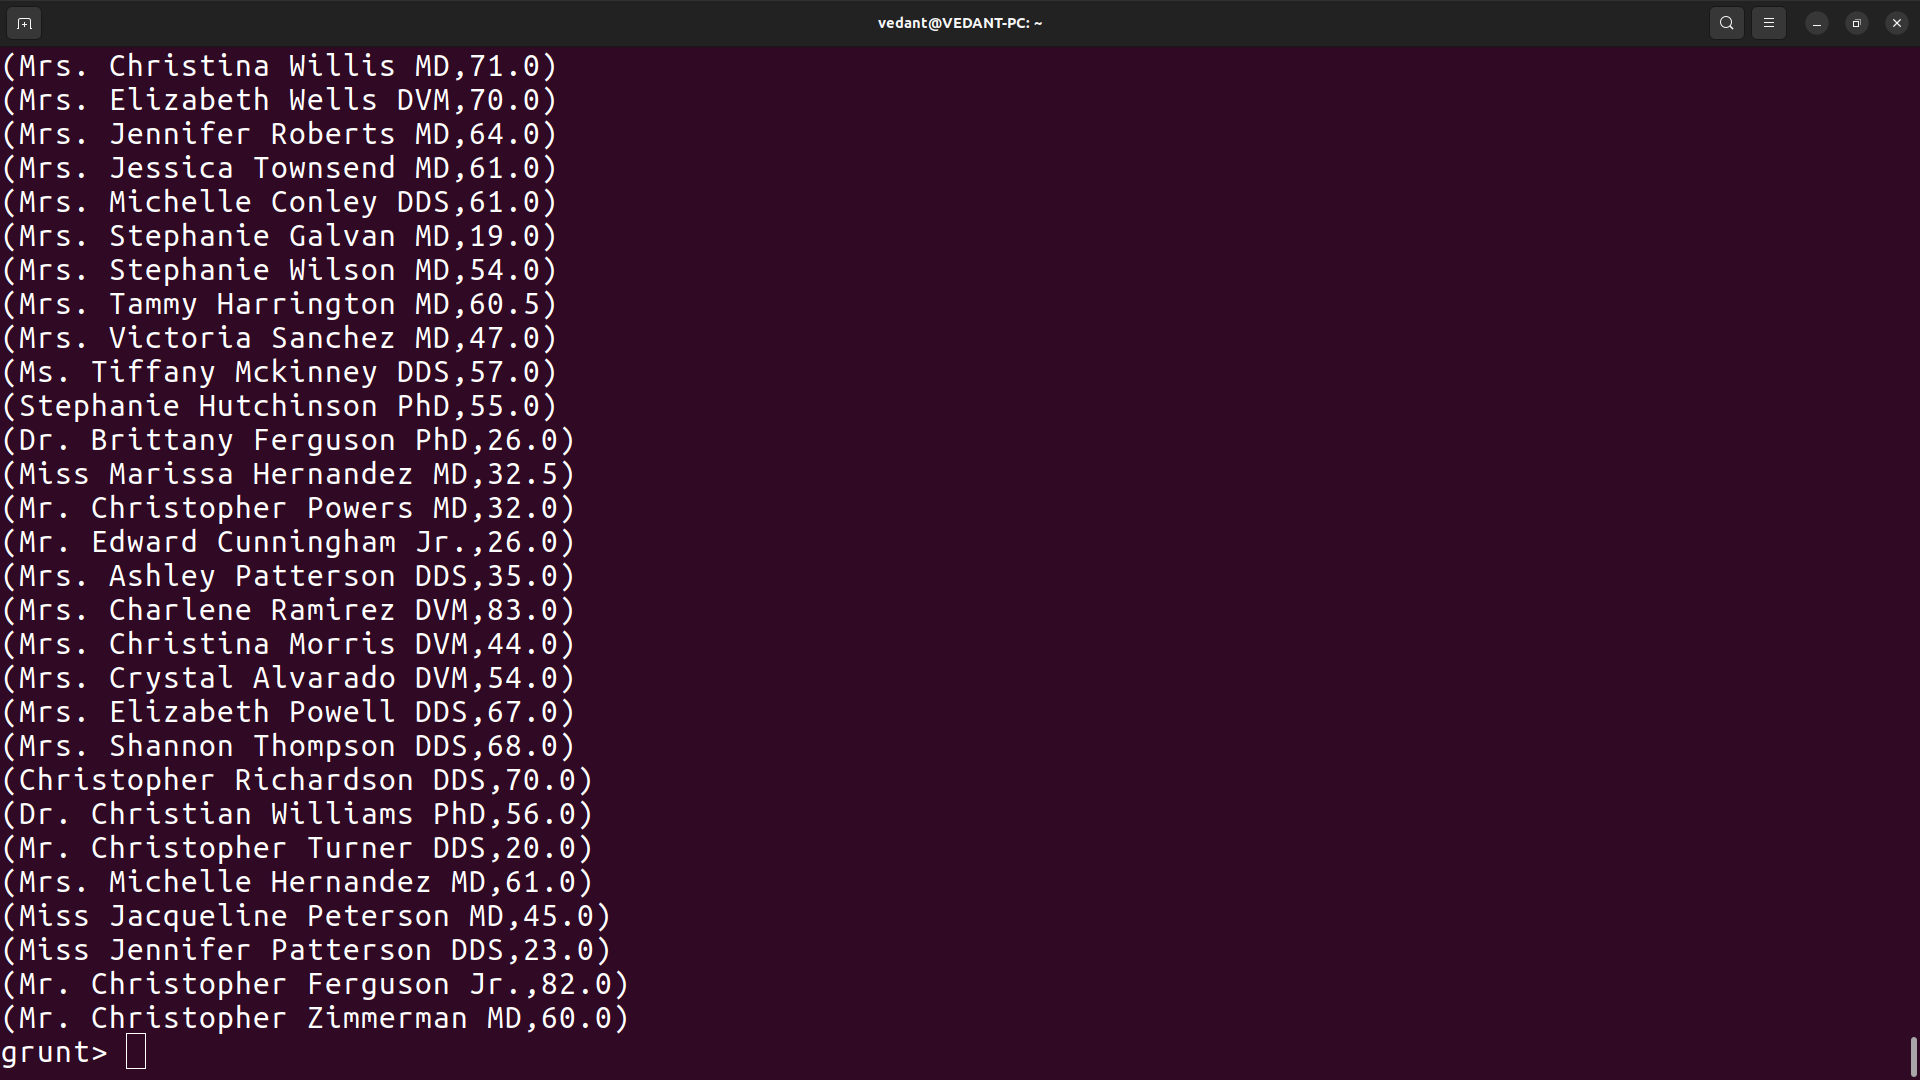 vedant@VEDANT-PC: ~
(Mrs. Christina Willis MD,71.0)
(Mrs. Elizabeth Wells DVM,70.0)
(Mrs. Jennifer Roberts MD,64.0)
(Mrs. Jessica Townsend MD,61.0)
(Mrs. Michelle Conley DDS,61.0)
(Mrs. Stephanie Galvan MD,19.0)
(Mrs. Stephanie Wilson MD,54.0)
(Mrs. Tammy Harrington MD,60.5)
(Mrs. Victoria Sanchez MD,47.0)
(Ms. Tiffany Mckinney DDS,57.0)
(Stephanie Hutchinson PhD,55.0)
(Dr. Brittany Ferguson PhD,26.0)
(Miss Marissa Hernandez MD,32.5)
(Mr. Christopher Powers MD,32.0)
(Mr. Edward Cunningham Jr.,26.0)
(Mrs. Ashley Patterson DDS,35.0)
(Mrs. Charlene Ramirez DVM,83.0)
(Mrs. Christina Morris DVM,44.0)
(Mrs. Crystal Alvarado DVM,54.0)
(Mrs. Elizabeth Powell DDS,67.0)
(Mrs. Shannon Thompson DDS,68.0)
(Christopher Richardson DDS,70.0)
(Dr. Christian Williams PhD,56.0)
(Mr. Christopher Turner DDS,20.0)
(Mrs. Michelle Hernandez MD,61.0)
(Miss Jacqueline Peterson MD,45.0)
(Miss Jennifer Patterson DDS,23.0)
(Mr. Christopher Ferguson Jr.,82.0)
(Mr. Christopher Zimmerman MD,60.0)
grunt>